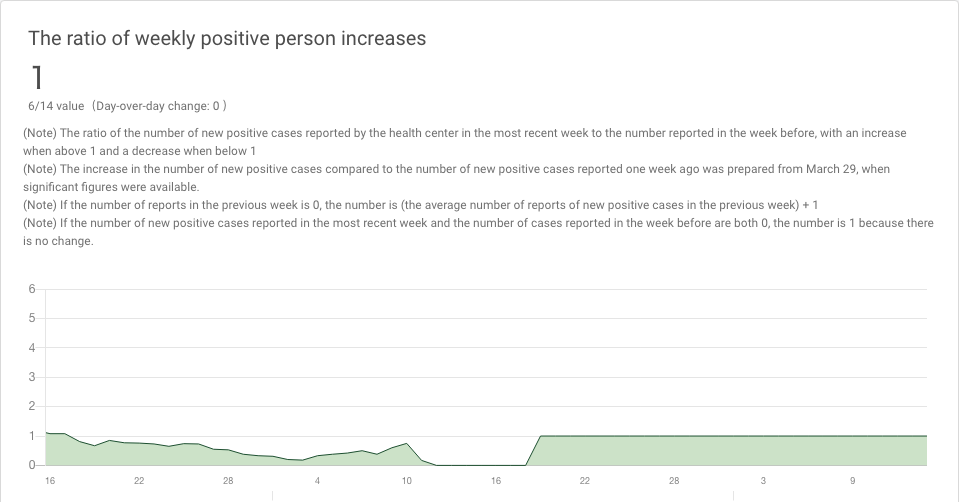 The ratio of weekly positive person increases
1
6/14 value（Day-over-day change: 0 ）
(Note) The ratio of the number of new positive cases reported by the health center in the most recent week to the number reported in the week before, with an increase
when above 1 and a decrease when below 1
(Note) The increase in the number of new positive cases compared to the number of new positive cases reported one week ago was prepared from March 29, when
significant figures were available.
(Note) If the number of reports in the previous week is 0, the number is (the average number of reports of new positive cases in the previous week) + 1
(Note) If the number of new positive cases reported in the most recent week and the number of cases reported in the week before are both 0, the number is 1 because there
is no change.
6
5
4
3
2
1
0
16 22 28 4 10 16 22 28 3 9